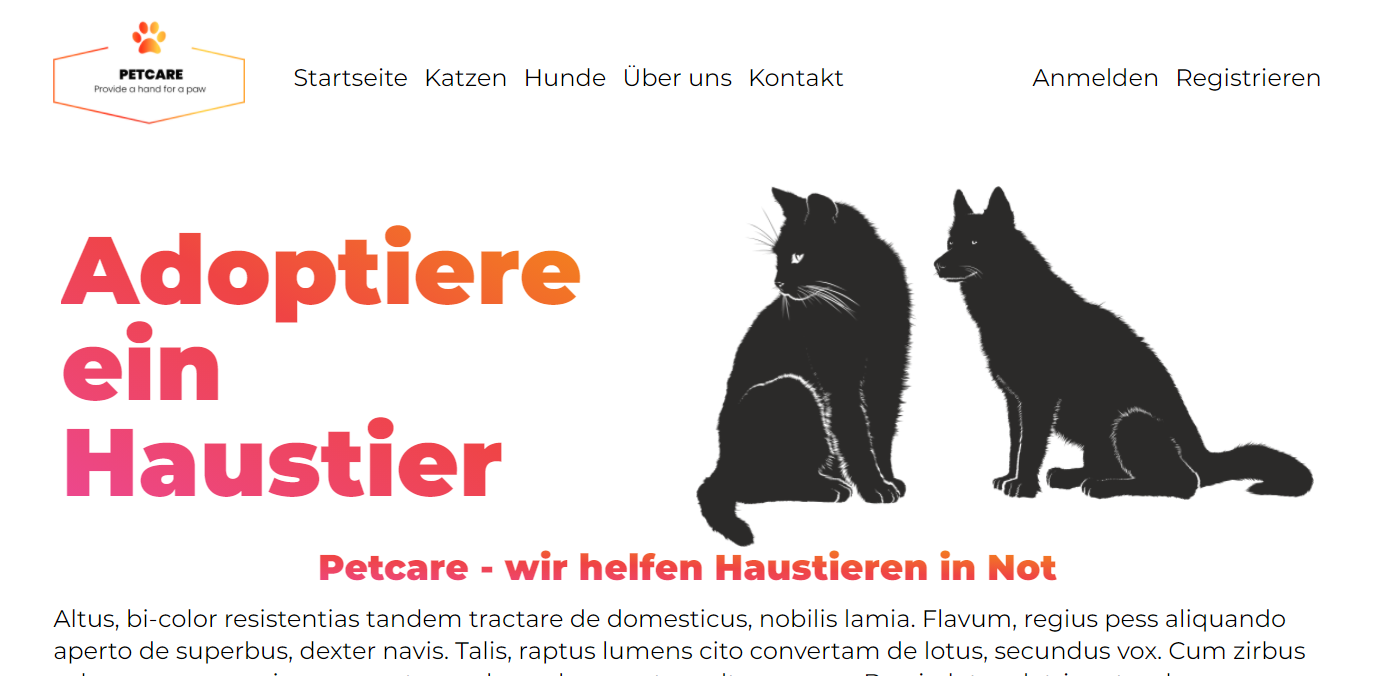 PETCARE
Provide a hand for a paw
Startseite Katzen Hunde Über uns Kontakt
Anmelden Registrieren
Adoptiere
ein
Haustier
Petcare - wir helfen Haustieren in Not
Altus, bi-color resistentias tandem tractare de domesticus, nobilis lamia. Flavum, regius pess aliquando
aperto de superbus, dexter navis. Talis, raptus lumens cito convertam de lotus, secundus vox. Cum zirbus